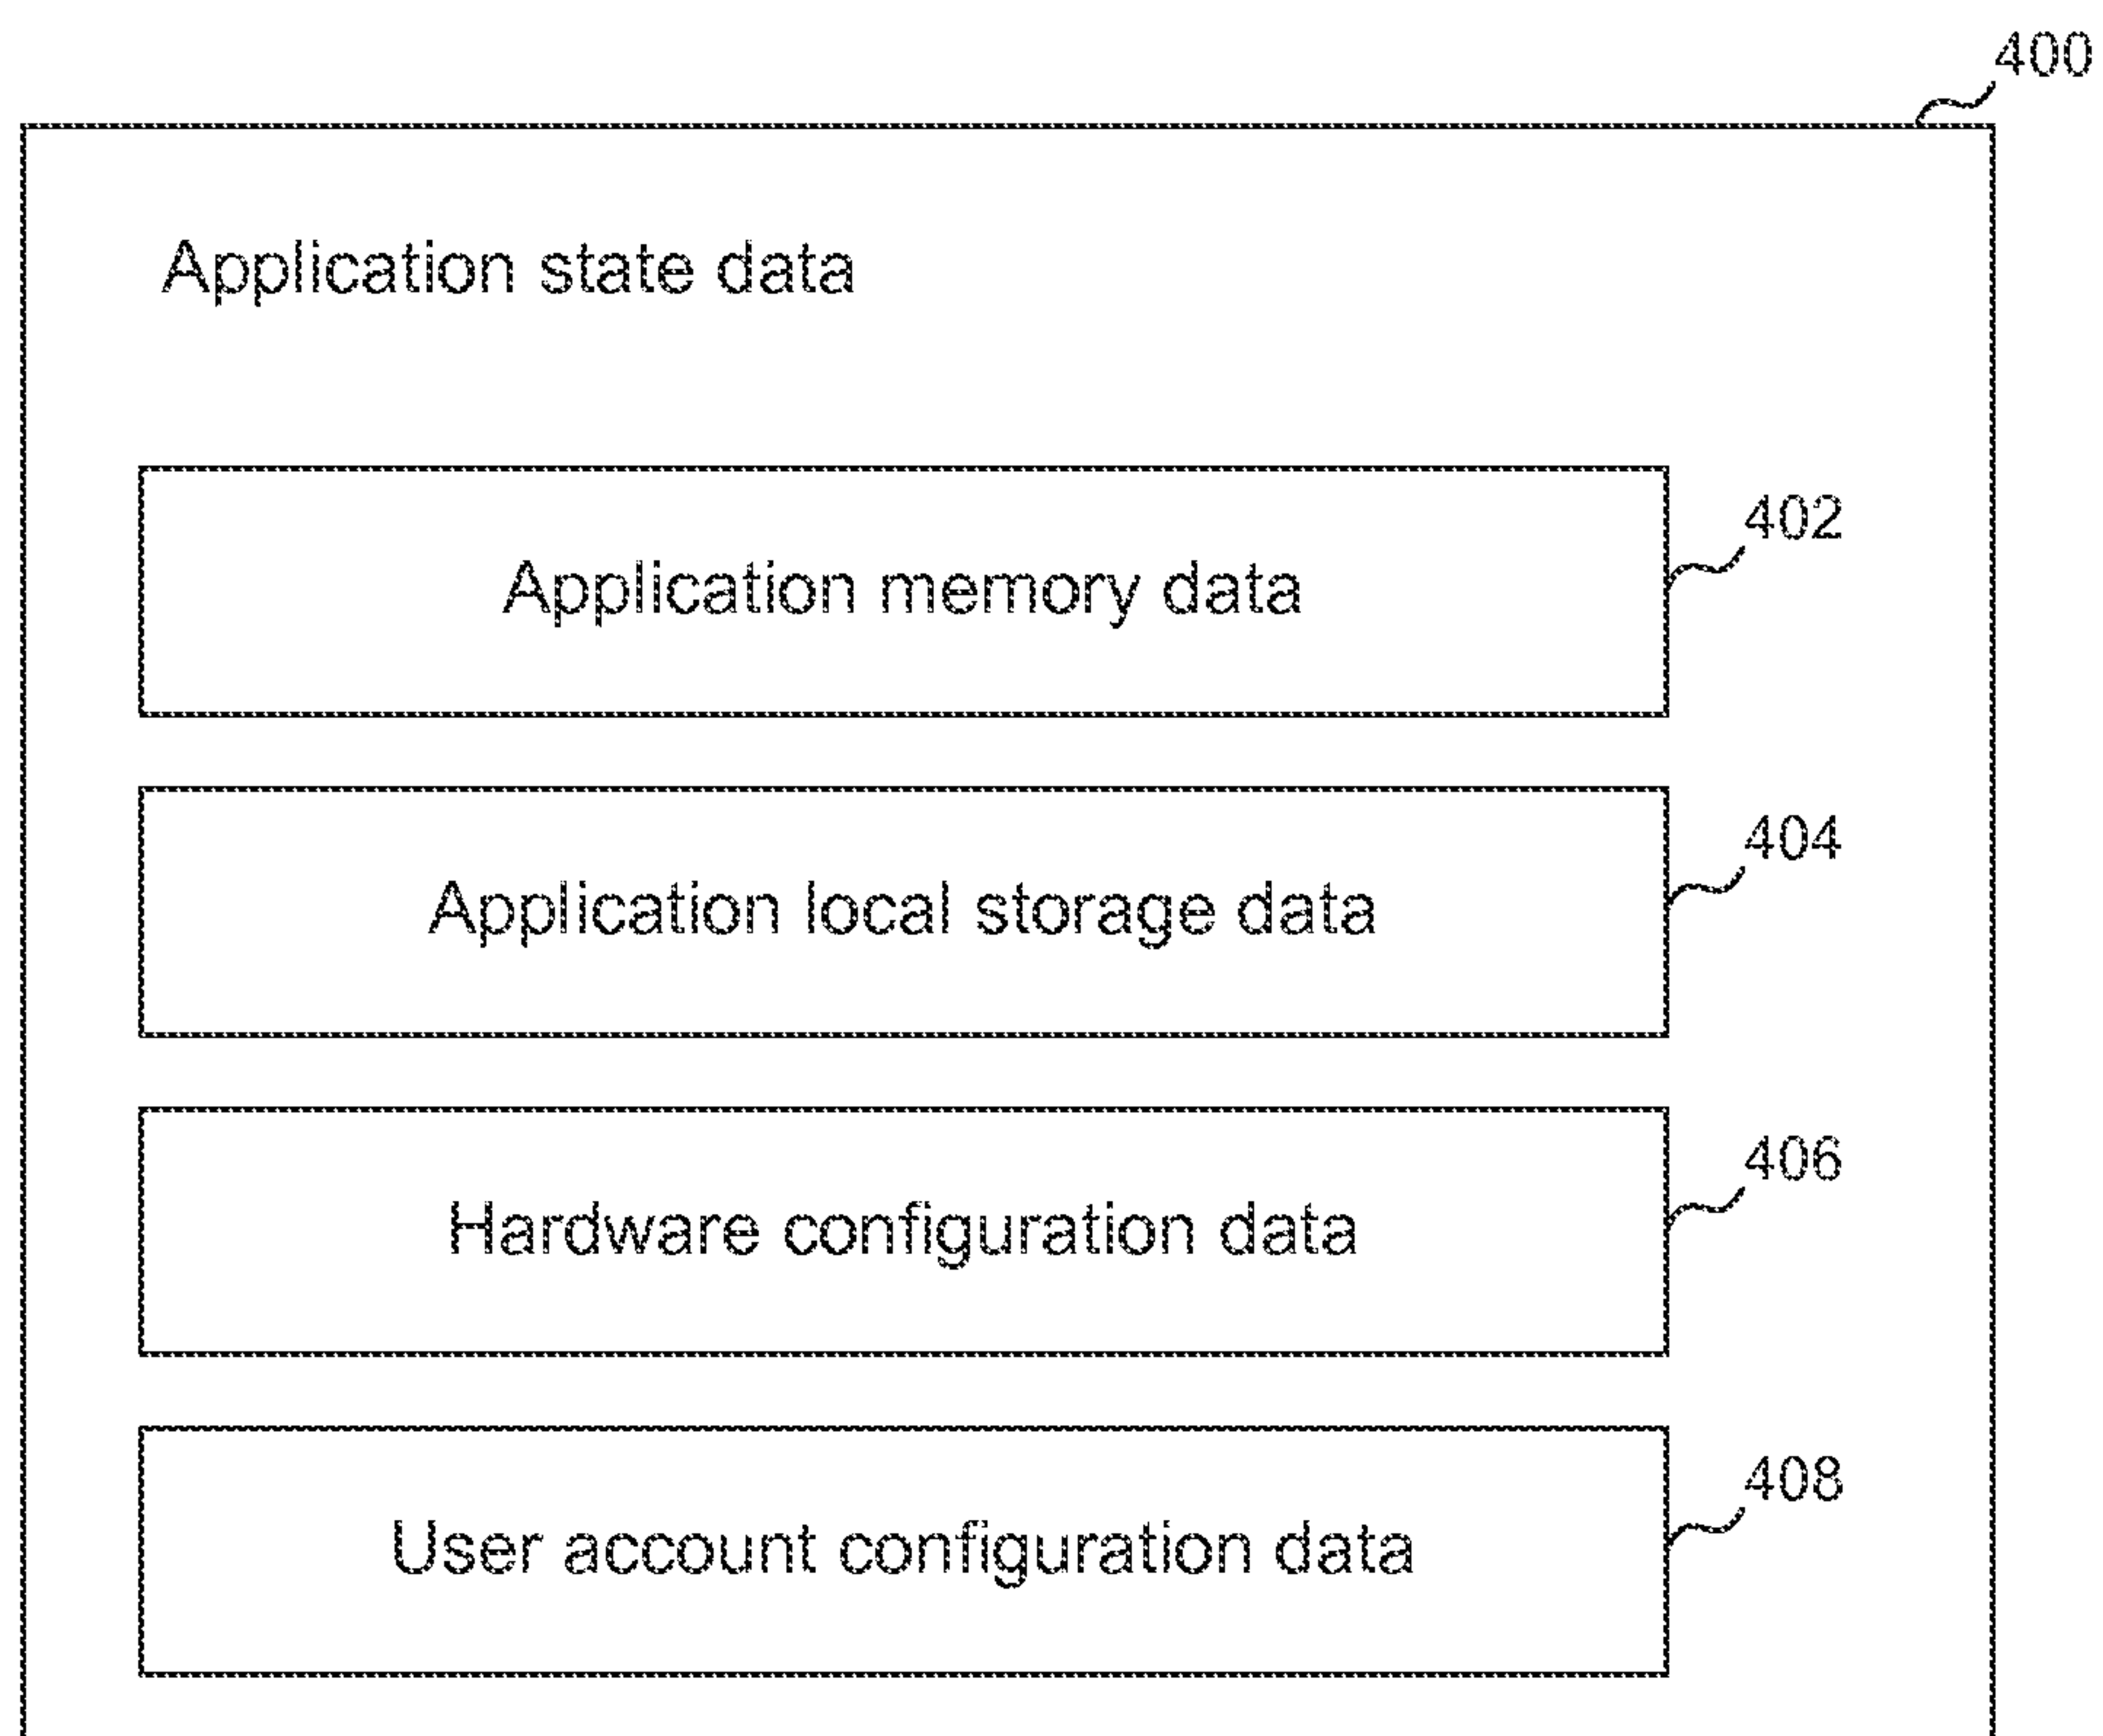 400
Application state data
402
Application memory data
404
Application local storage data
406
Hardware configuration data
408
User account configuration data